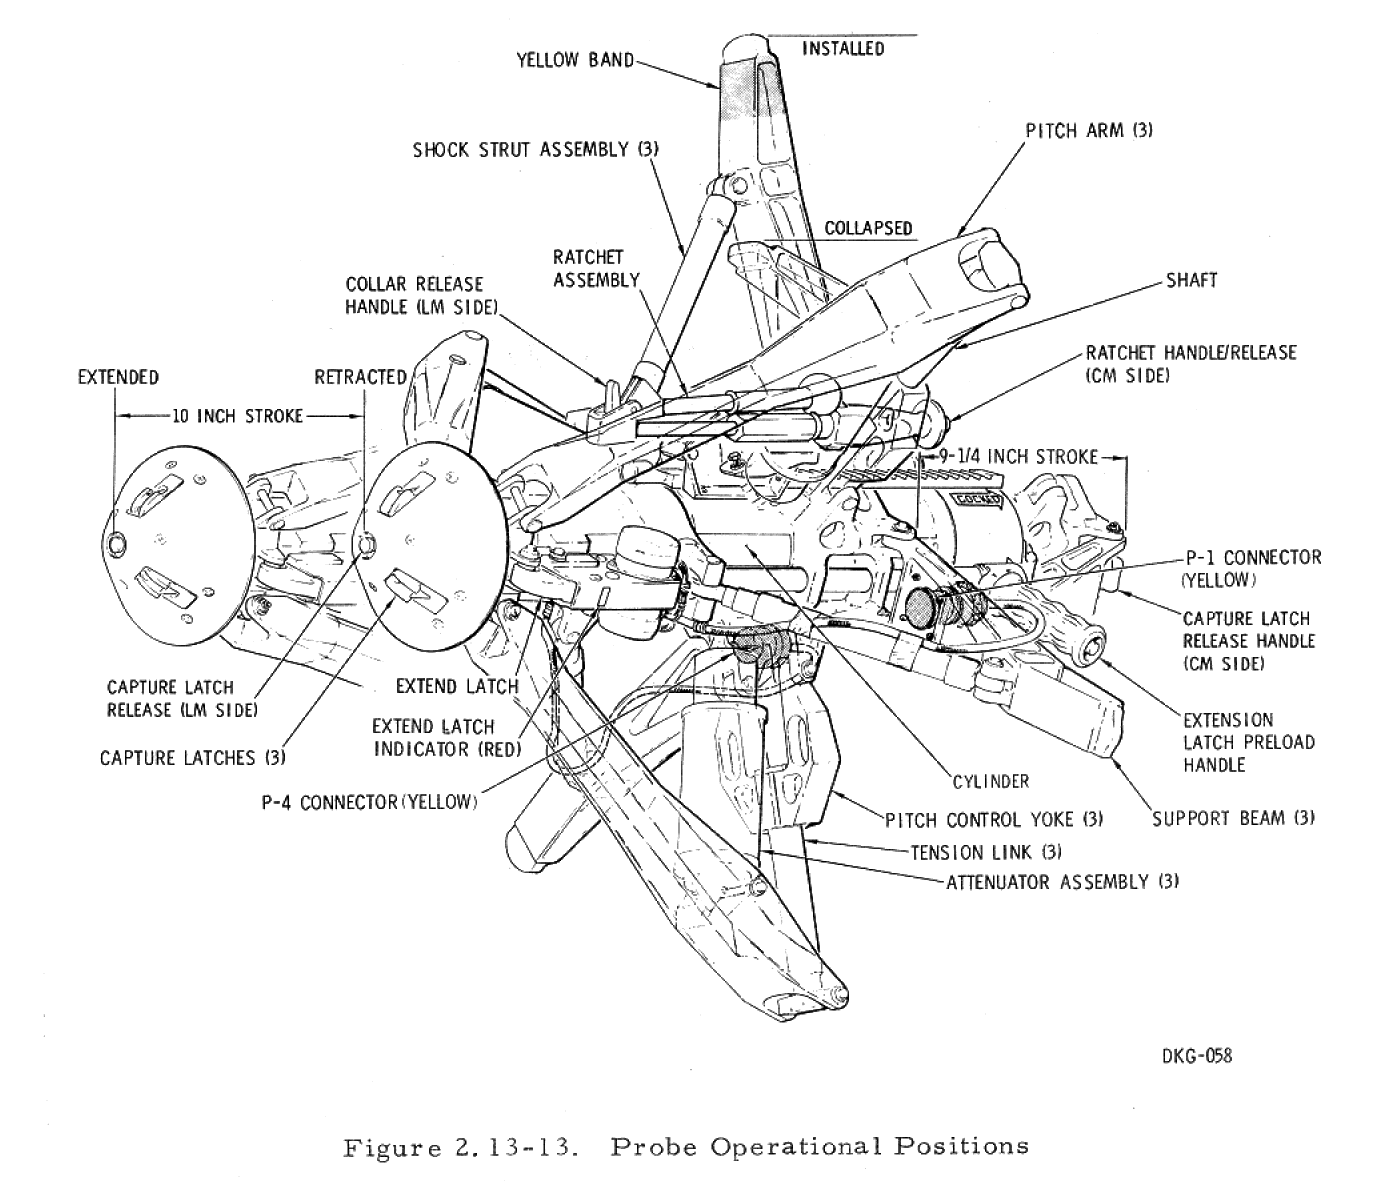 INSTALLED
YELLOW BAND
PITCH ARM (3)
SHOCK STRUT ASSEMBLY (3)
COLLAPSED
RATCHET
ASSEMBLY
COLLAR RELEASE
HANDLE (LM SIDE)
SHAFT
RATCHET HANDLE/RELEASE
(CM SIDE)
EXTENDED
RETRACTED
10 INCH STROKE
9-1/4 INCH STROKE
COCKED
P-1 CONNECTOR
(YELLOW)
CAPTURE LATCH
RELEASE HANDLE
(CM SIDE)
CAPTURE LATCH
RELEASE (LM SIDE)
EXTEND LATCH
EXTEND LATCH
INDICATOR (RED)
CAPTURE LATCHES (3)
P-4 CONNECTOR (YELLOW)
EXTENSION
LATCH PRELOAD
HANDLE
CYLINDER
PITCH CONTROL YOKE (3)
SUPPORT BEAM (3)
TENSION LINK (3)
ATTENUATOR ASSEMBLY (3)
DKG-058
Figure 2.13-13. Probe Operational Positions